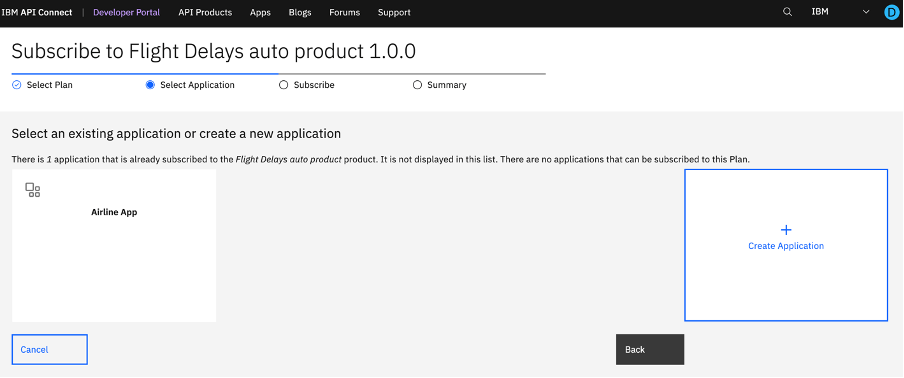 IBM API Connect | Developer Portal API Products Apps Blogs Forums Support IBM D
Subscribe to Flight Delays auto product 1.0.0
Select Plan Select Application Subscribe Summary
Select an existing application or create a new application
There is 1 application that is already subscribed to the Flight Delays auto product product. It is not displayed in this list. There are no applications that can be subscribed to this Plan.
Airline App
Create Application
Cancel Back